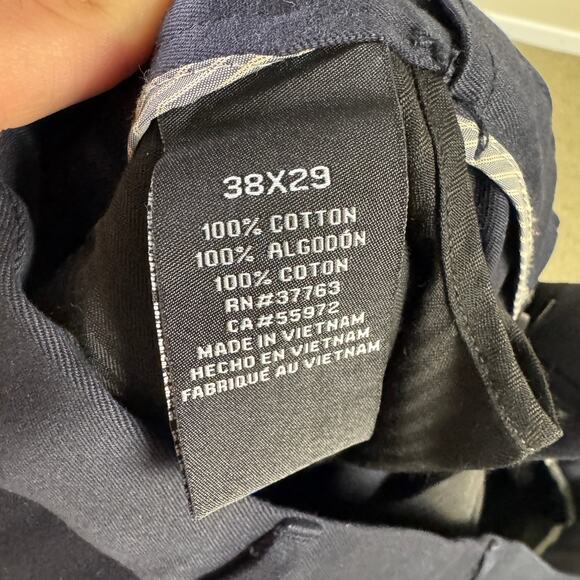 38X29
100% COTTON
100% ALGODÓN
100% COTON
RN#37763
CA#55972
MADE IN VIETNAM
HECHO EN VIETNAM
FABRIQUÉ AU VIETNAM